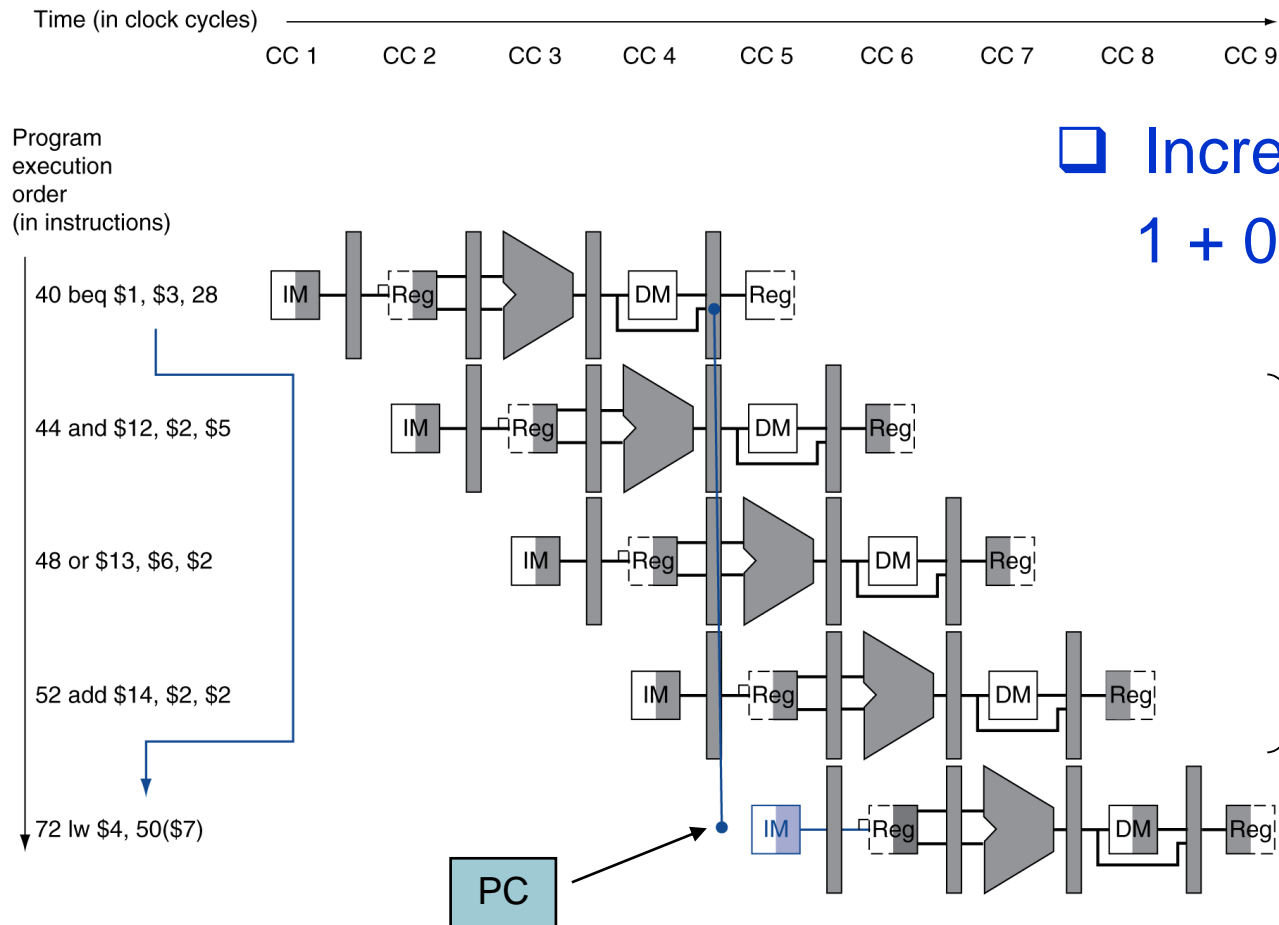 Time (in clock cycles)
CC 1 CC 2 CC 3 CC 4 CC 5 CC 6 CC 7 CC 8 CC 9
Program
execution
order
(in instructions)
❑ Incre
1 + 0
40 beq $1, $3, 28 IM Reg DM Reg
44 and $12, $2, $5 IM Reg DM Reg
48 or $13, $6, $2 IM Reg DM Reg
52 add $14, $2, $2 IM Reg DM Reg
72 lw $4, 50($7) IM Reg DM Reg
PC